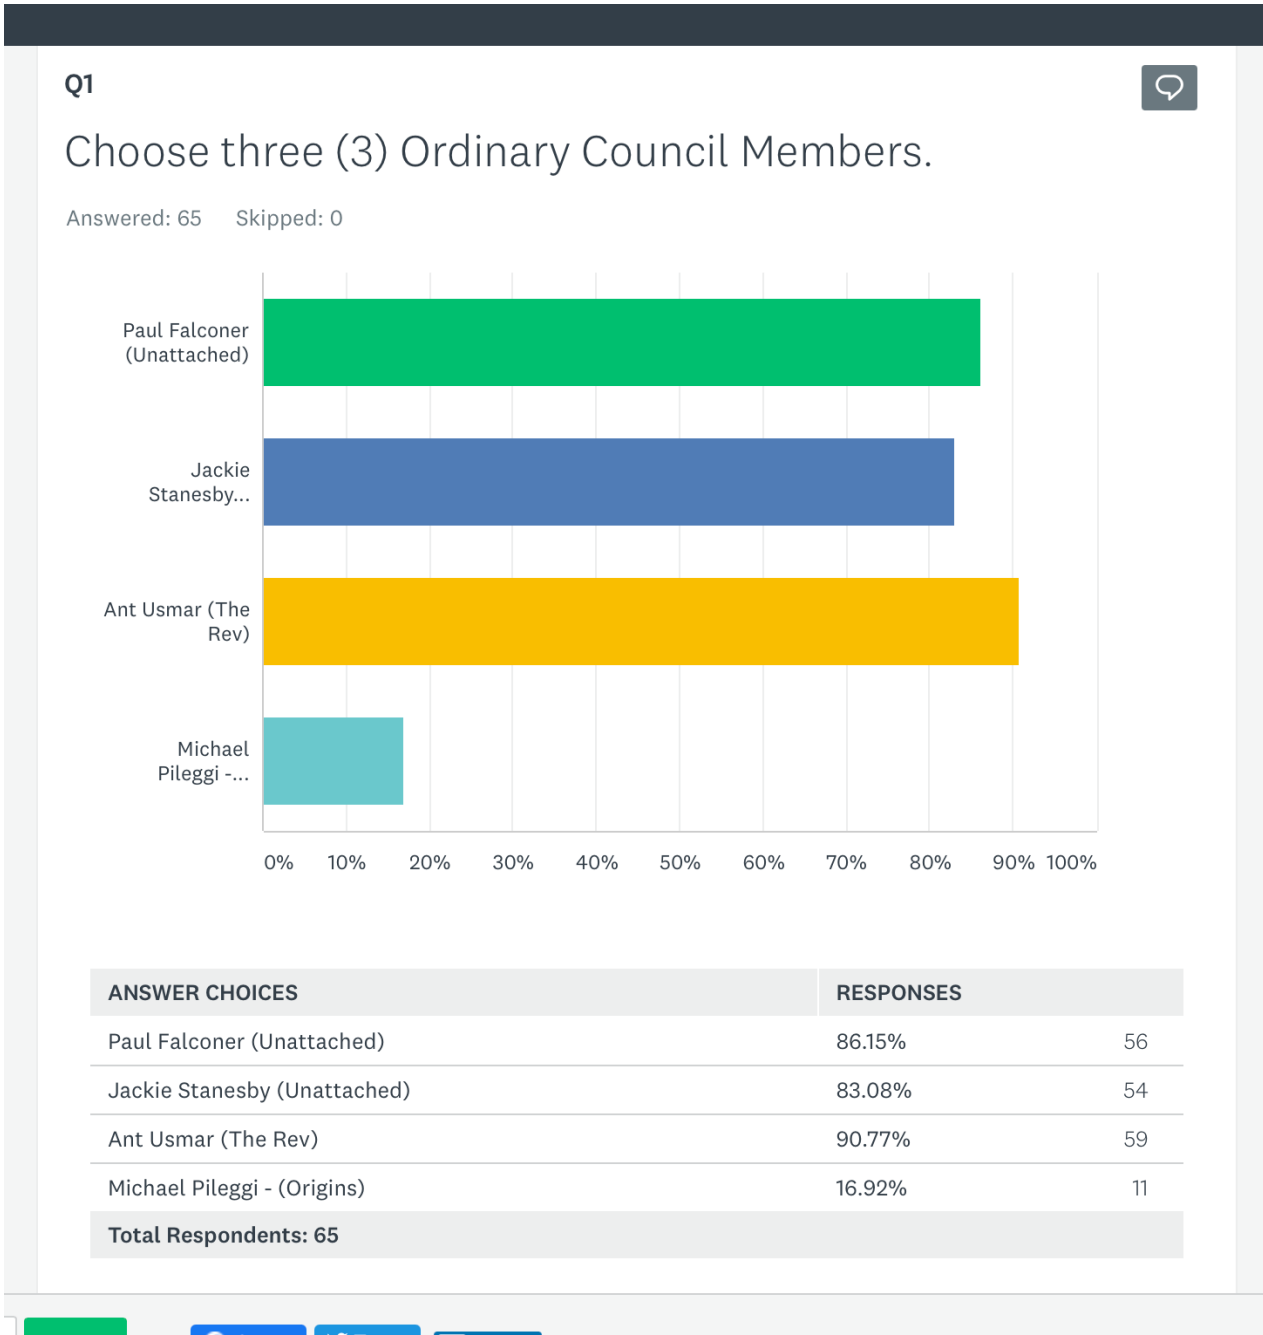 Q1
Choose three (3) Ordinary Council Members.
Answered: 65 Skipped: 0
Paul Falconer
(Unattached)
Jackie
Stanesby...
Ant Usmar (The
Rev)
Michael
Pileggi -...
0% 10% 20% 30% 40% 50% 60% 70% 80% 90% 100%
ANSWER CHOICES RESPONSES
Paul Falconer (Unattached) 86.15% 56
Jackie Stanesby (Unattached) 83.08% 54
Ant Usmar (The Rev) 90.77% 59
Michael Pileggi - (Origins) 16.92% 11
Total Respondents: 65